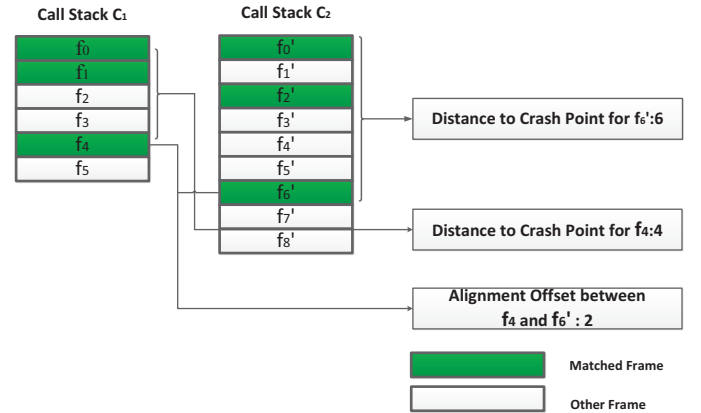 Call Stack C1
f0
f1
f2
f3
f4
f5
Call Stack C2
f0'
f1'
f2'
f3'
f4'
f5'
f6'
f7'
f8'
Distance to Crash Point for f6':6
Distance to Crash Point for f4:4
Alignment Offset between
f4 and f6' : 2
Matched Frame
Other Frame